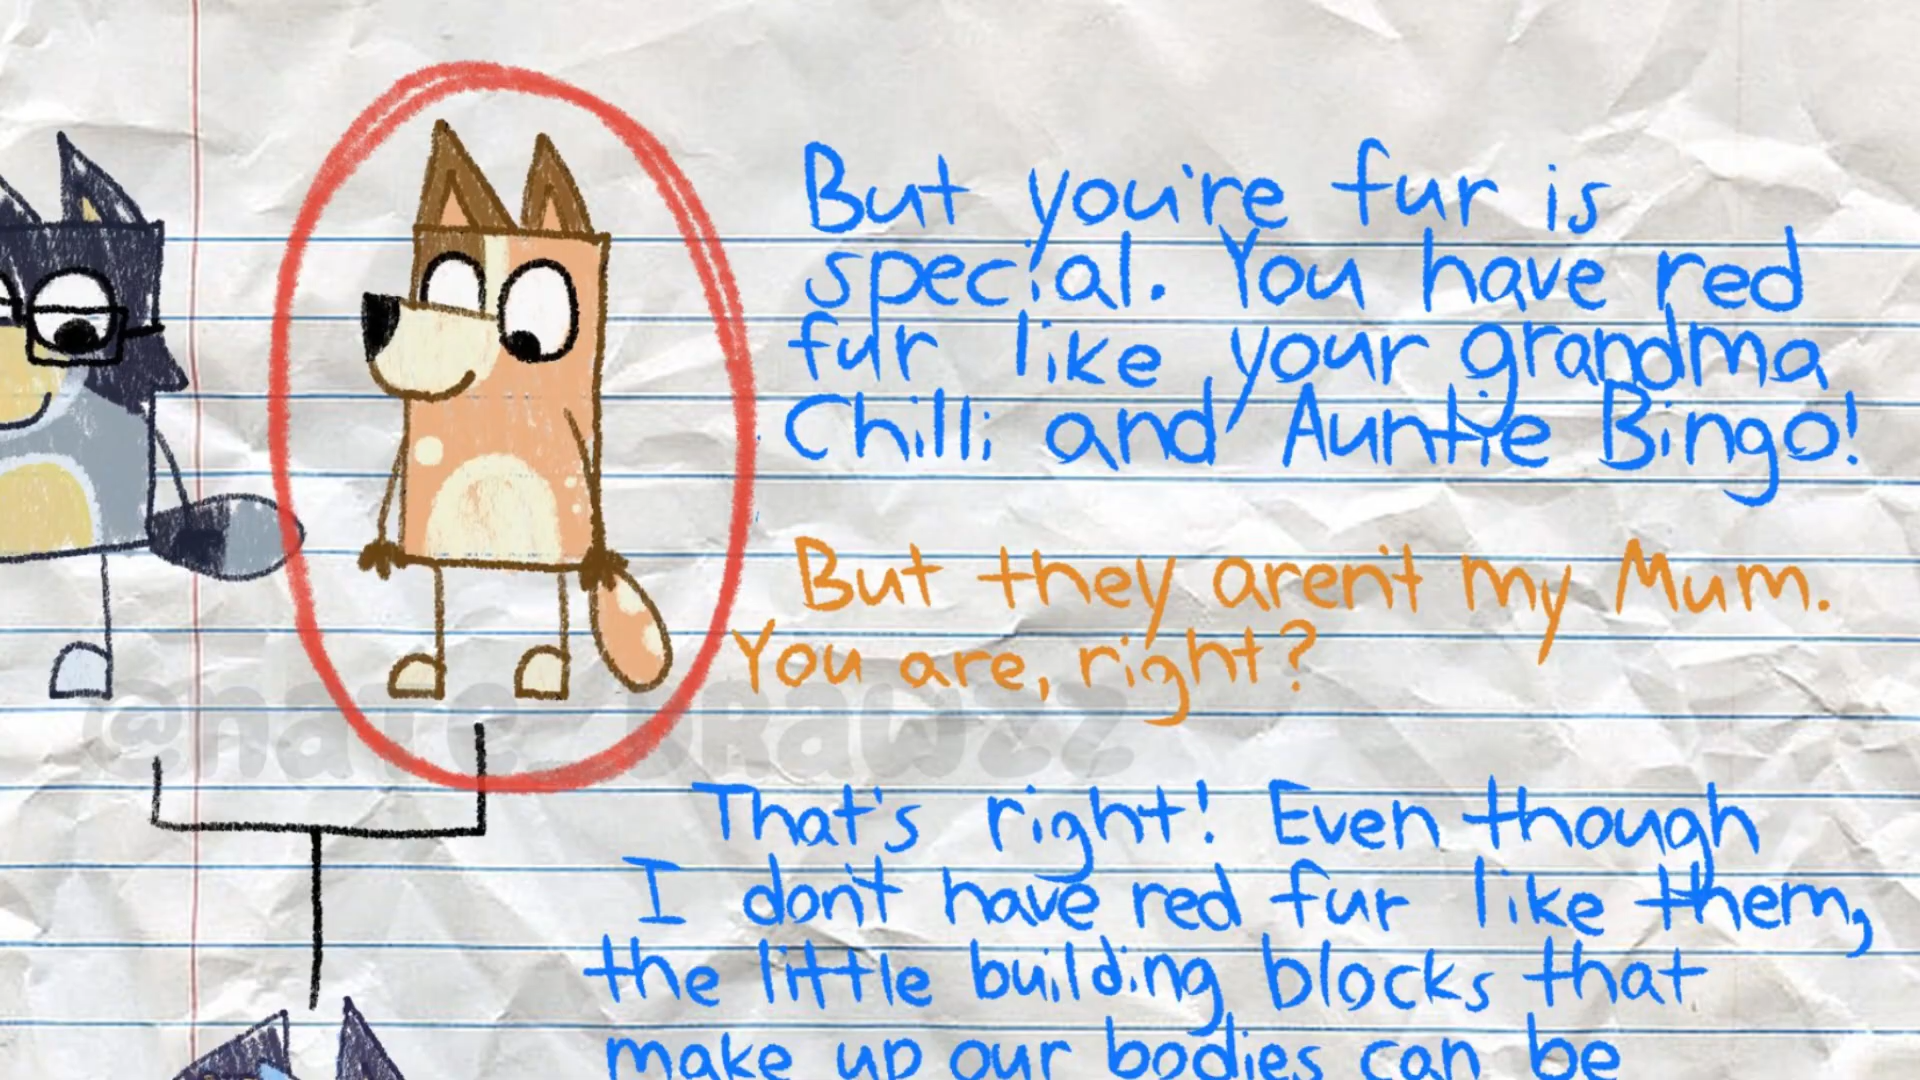 But you're fur is
special. You have red
fur like your grandma
Chilli and Auntie Bingo!
But they aren't my Mum.
You are, right?
@nate_drawzz
That's right! Even though
I don't have red fur like them,
the little building blocks that
make up our bodies can be